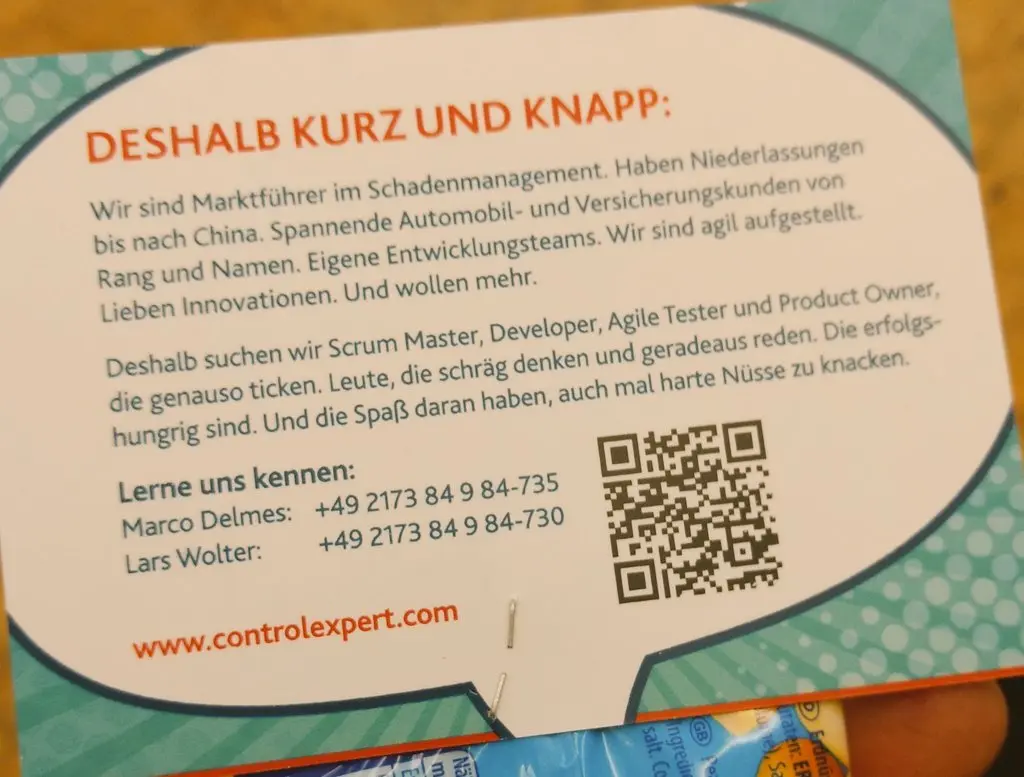 DESHALB KURZ UND KNAPP:
Wir sind Marktführer im Schadenmanagement. Haben Niederlassungen
bis nach China. Spannende Automobil- und Versicherungskunden von
Rang und Namen. Eigene Entwicklungsteams. Wir sind agil aufgestellt.
Lieben Innovationen. Und wollen mehr.
Deshalb suchen wir Scrum Master, Developer, Agile Tester und Product Owner,
die genauso ticken. Leute, die schräg denken und geradeaus reden. Die erfolgs-
hungrig sind. Und die Spaß daran haben, auch mal harte Nüsse zu knacken.
Lerne uns kennen:
Marco Delmes: +49 2173 84 9 84-735
Lars Wolter: +49 2173 84 9 84-730
www.controlexpert.com
GB
salt.